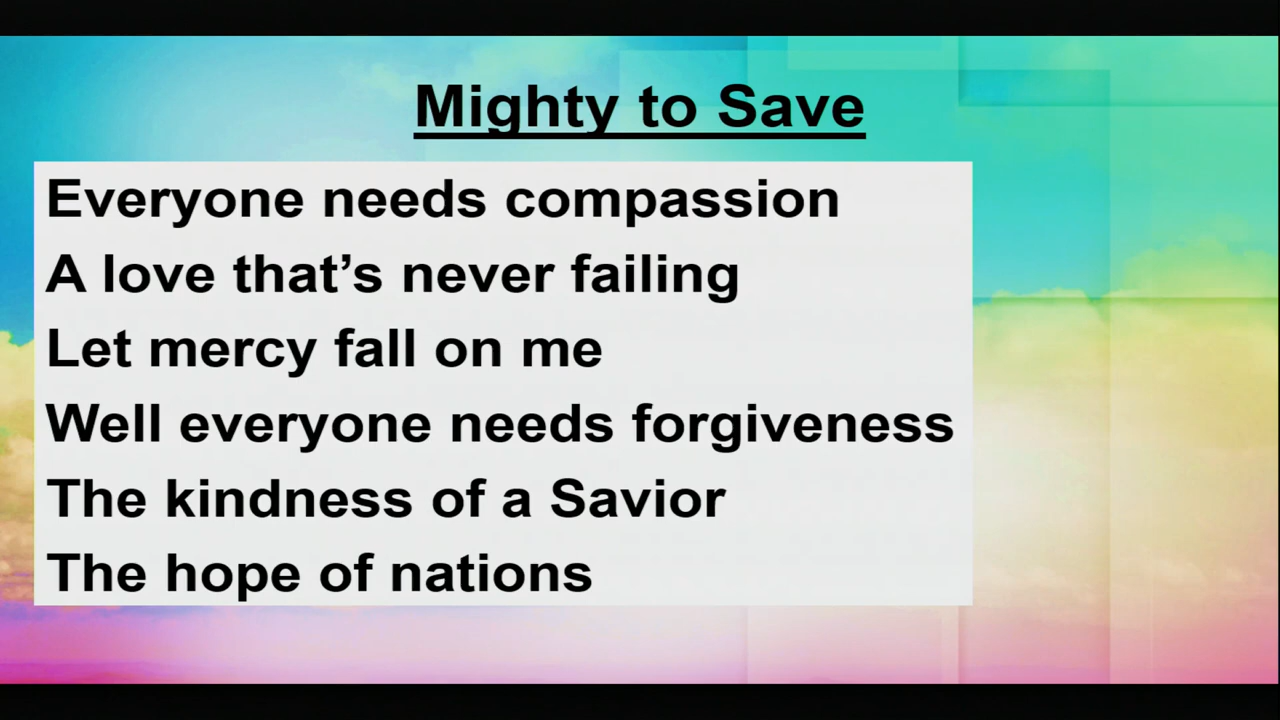 Mighty to Save
Everyone needs compassion
A love that’s never failing
Let mercy fall on me
Well everyone needs forgiveness
The kindness of a Savior
The hope of nations